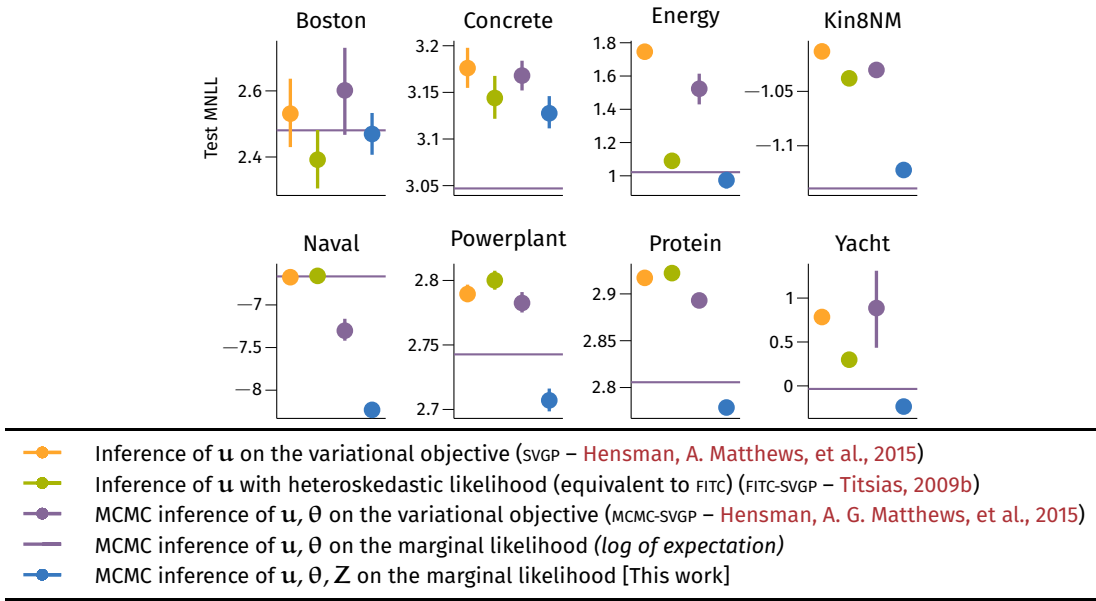 Boston
Concrete
Energy
Kin8NM
Test MNLL
2.6
2.4
3.2
3.15
3.1
3.05
1.8
1.6
1.4
1.2
1
−1.05
−1.1
Naval
Powerplant
Protein
Yacht
−7
−7.5
−8
2.8
2.75
2.7
2.9
2.85
2.8
1
0.5
0
Inference of u on the variational objective (SVGP – Hensman, A. Matthews, et al., 2015)
Inference of u with heteroskedastic likelihood (equivalent to FITC) (FITC-SVGP – Titsias, 2009b)
MCMC inference of u, θ on the variational objective (MCMC-SVGP – Hensman, A. G. Matthews, et al., 2015)
MCMC inference of u, θ on the marginal likelihood (log of expectation)
MCMC inference of u, θ, Z on the marginal likelihood [This work]